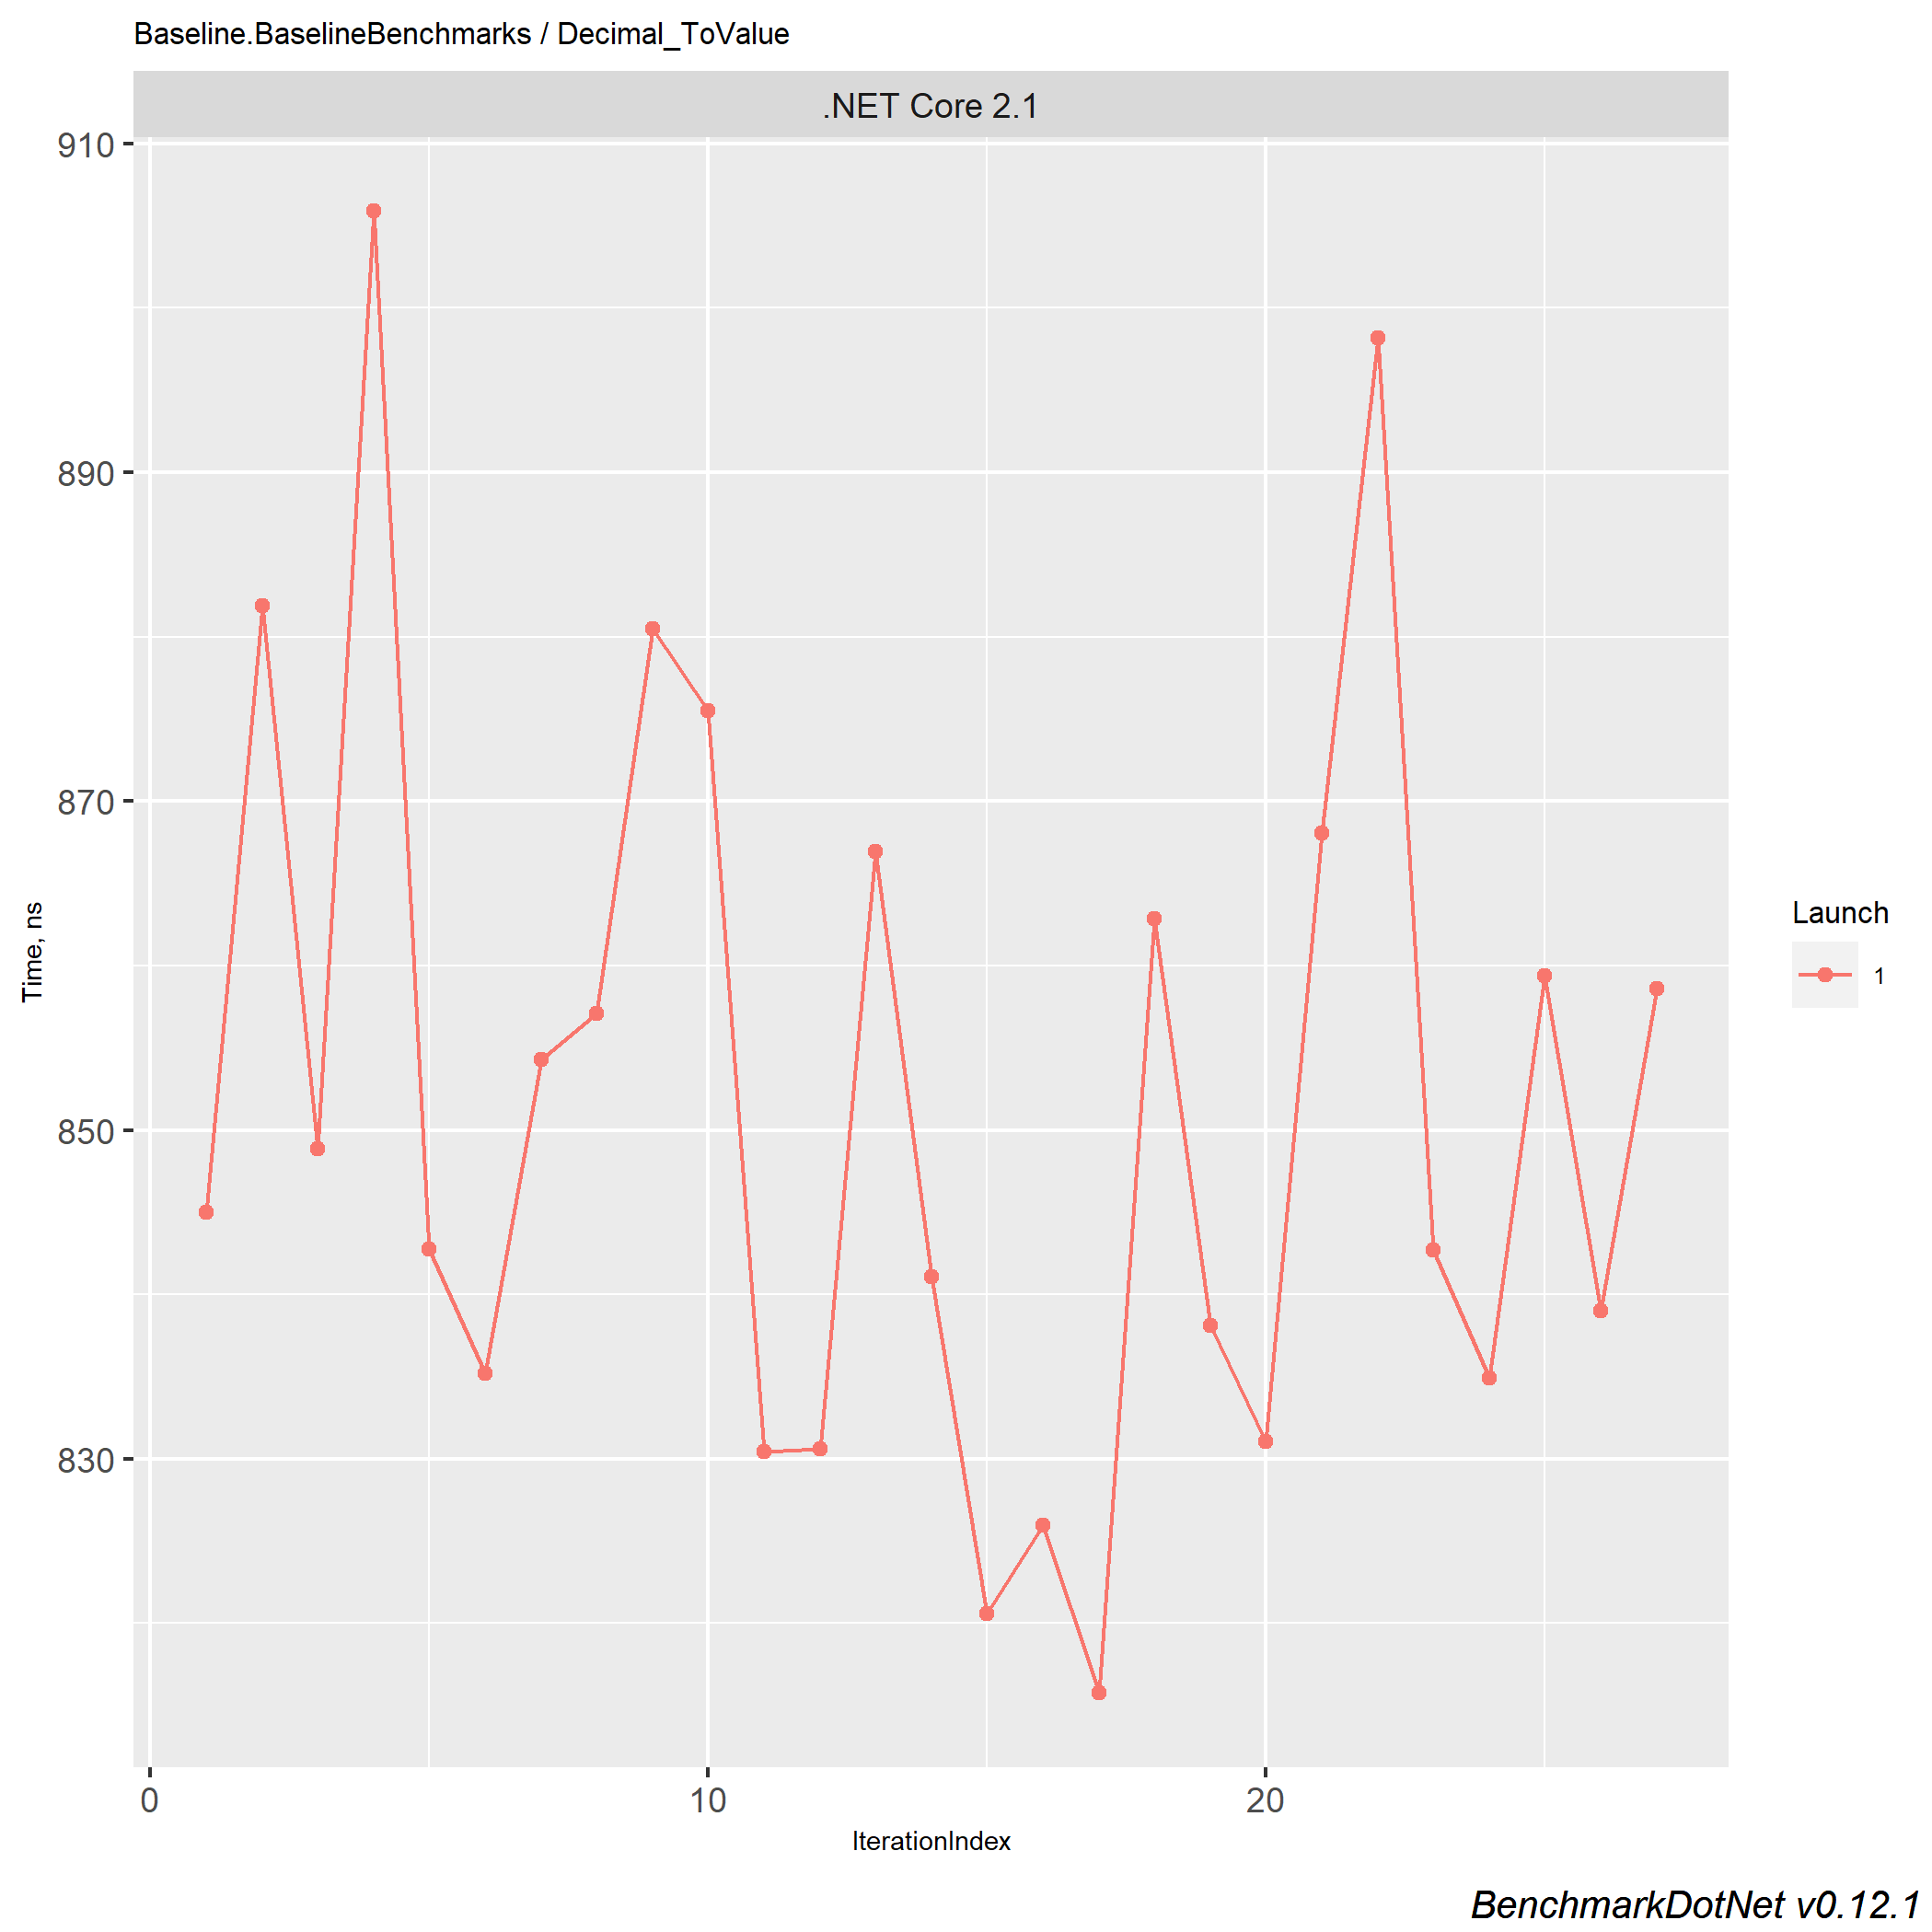 Baseline.BaselineBenchmarks / Decimal_ToValue
.NET Core 2.1
910
890
870
850
830
Time, ns
0 10 20
IterationIndex
Launch
1
BenchmarkDotNet v0.12.1